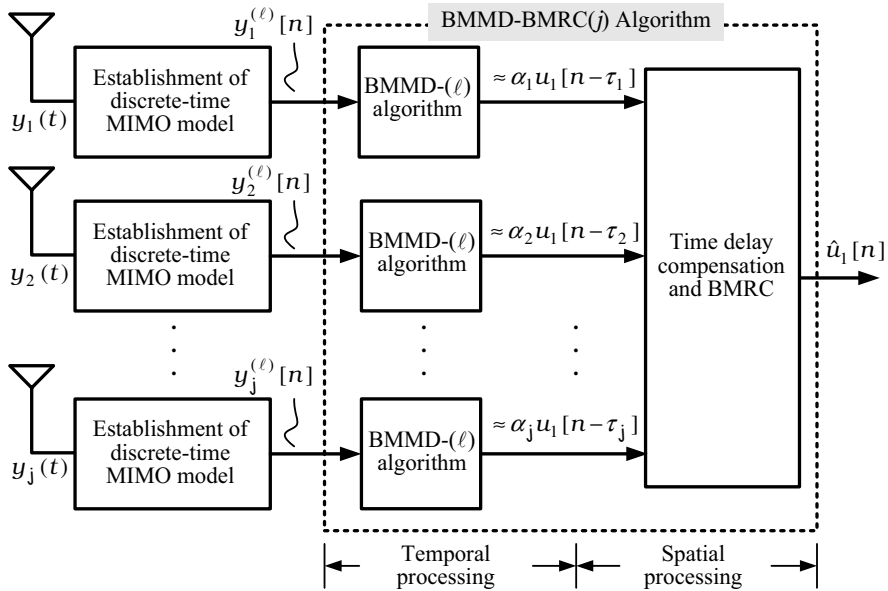 BMMD-BMRC(j) Algorithm
y₁⁽ℓ⁾[n]
Establishment of
discrete-time
MIMO model
y₁(t)
BMMD-(ℓ)
algorithm
≈α₁u₁[n−τ₁]
y₂⁽ℓ⁾[n]
Establishment of
discrete-time
MIMO model
y₂(t)
BMMD-(ℓ)
algorithm
≈α₂u₁[n−τ₂]
Time delay
compensation
and BMRC
û₁[n]
yⱼ⁽ℓ⁾[n]
Establishment of
discrete-time
MIMO model
yⱼ(t)
BMMD-(ℓ)
algorithm
≈αⱼu₁[n−τⱼ]
Temporal
processing
Spatial
processing